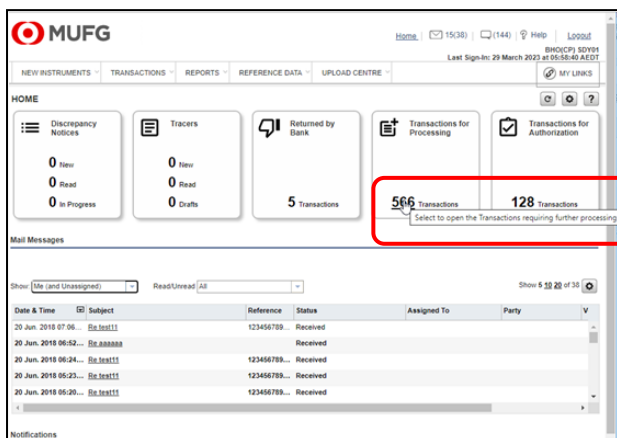 MUFG
Home | 15(38) | (144) | Help | Logout
BHO(CP) SDY01
Last Sign-In: 29 March 2023 at 05:58:40 AEDT
NEW INSTRUMENTS TRANSACTIONS REPORTS REFERENCE DATA UPLOAD CENTRE MY LINKS
HOME
Discrepancy Notices
0 New
0 Read
0 In Progress
Tracers
0 New
0 Read
0 Drafts
Returned by Bank
5 Transactions
Transactions for Processing
566 Transactions
Transactions for Authorization
128 Transactions
Select to open the Transactions requiring further processing
Mail Messages
Show: Me (and Unassigned) Read/Unread All Show 5 10 20 of 38
Date & Time Subject Reference Status Assigned To Party V
20 Jun. 2018 07:06... Re test11 123456789... Received
20 Jun. 2018 06:52... Re aaaaaa Received
20 Jun. 2018 06:24... Re test11 123456789... Received
20 Jun. 2018 05:23... Re test11 123456789... Received
20 Jun. 2018 05:20... Re test11 123456789... Received
Notifications